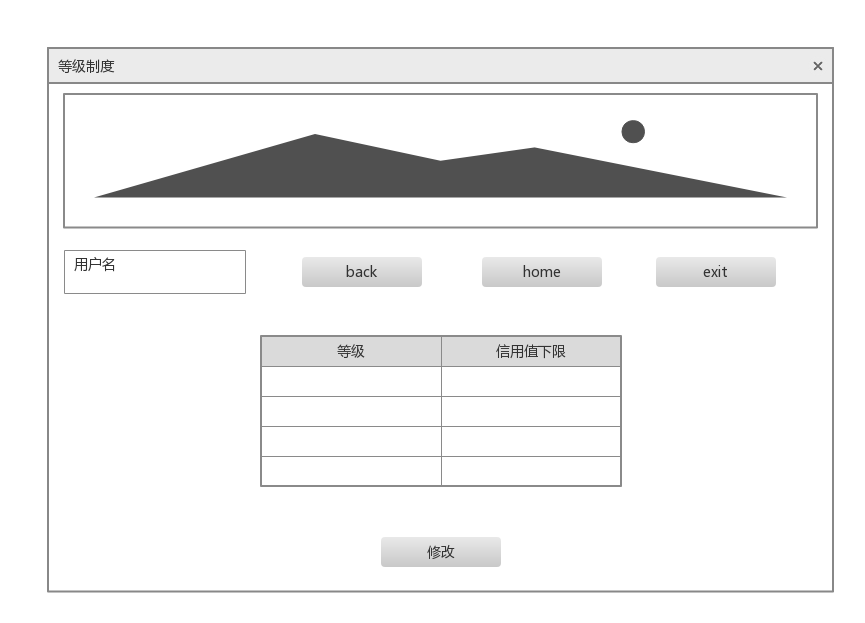 等级制度
用户名
back
home
exit
等级
信用值下限
修改